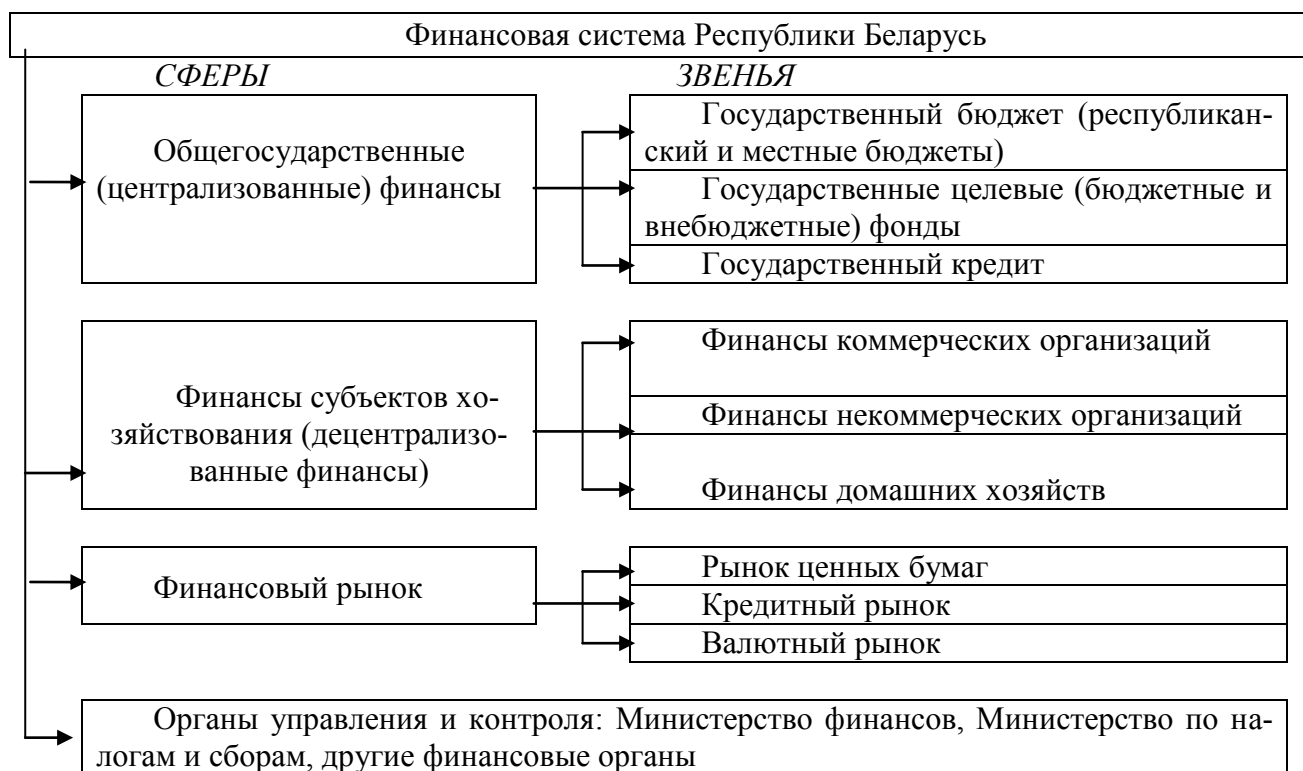 Финансовая система Республики Беларусь
СФЕРЫ
ЗВЕНЬЯ
Общегосударственные
(централизованные) финансы
Государственный бюджет (республикан-
ский и местные бюджеты)
Государственные целевые (бюджетные и
внебюджетные) фонды
Государственный кредит
Финансы субъектов хо-
зяйствования (децентрализо-
ванные финансы)
Финансы коммерческих организаций
Финансы некоммерческих организаций
Финансы домашних хозяйств
Финансовый рынок
Рынок ценных бумаг
Кредитный рынок
Валютный рынок
Органы управления и контроля: Министерство финансов, Министерство по на-
логам и сборам, другие финансовые органы